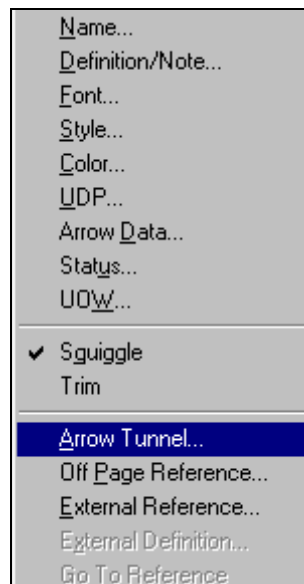 Name...
Definition/Note...
Font...
Style...
Color...
UDP...
Arrow Data...
Status...
UOW...
Squiggle
Trim
Arrow Tunnel...
Off Page Reference...
External Reference...
External Definition...
Go To Reference